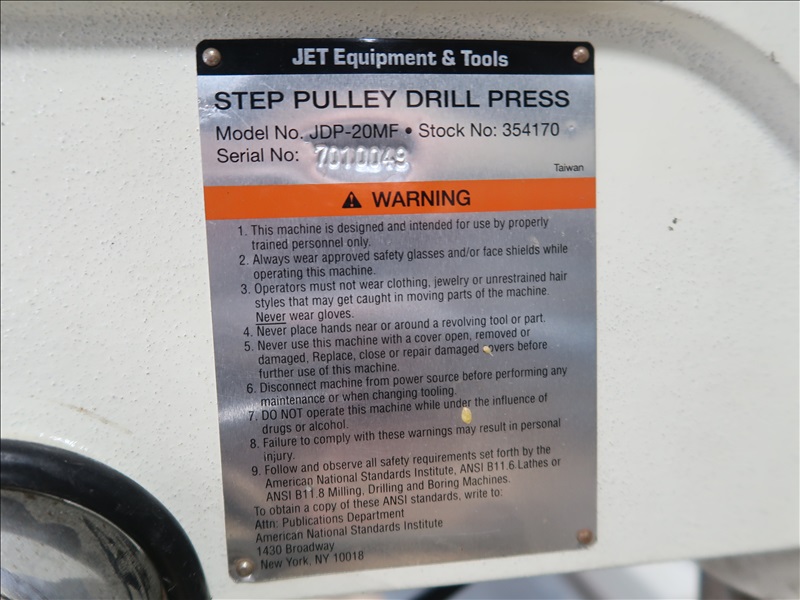 JET Equipment & Tools
STEP PULLEY DRILL PRESS
Model No. JDP-20MF • Stock No: 354170
Serial No: 7010049
Taiwan
WARNING
1. This machine is designed and intended for use by properly
trained personnel only.
2. Always wear approved safety glasses and/or face shields while
operating this machine.
3. Operators must not wear clothing, jewelry or unrestrained hair
styles that may get caught in moving parts of the machine.
Never wear gloves.
4. Never place hands near or around a revolving tool or part.
5. Never use this machine with a cover open, removed or
damaged. Replace, close or repair damaged covers before
further use of this machine.
6. Disconnect machine from power source before performing any
maintenance or when changing tooling.
7. DO NOT operate this machine while under the influence of
drugs or alcohol.
8. Failure to comply with these warnings may result in personal
injury.
9. Follow and observe all safety requirements set forth by the
American National Standards Institute, ANSI B11.6 Lathes or
ANSI B11.8 Milling, Drilling and Boring Machines.
To obtain a copy of these ANSI standards, write to:
Attn: Publications Department
American National Standards Institute
1430 Broadway
New York, NY 10018